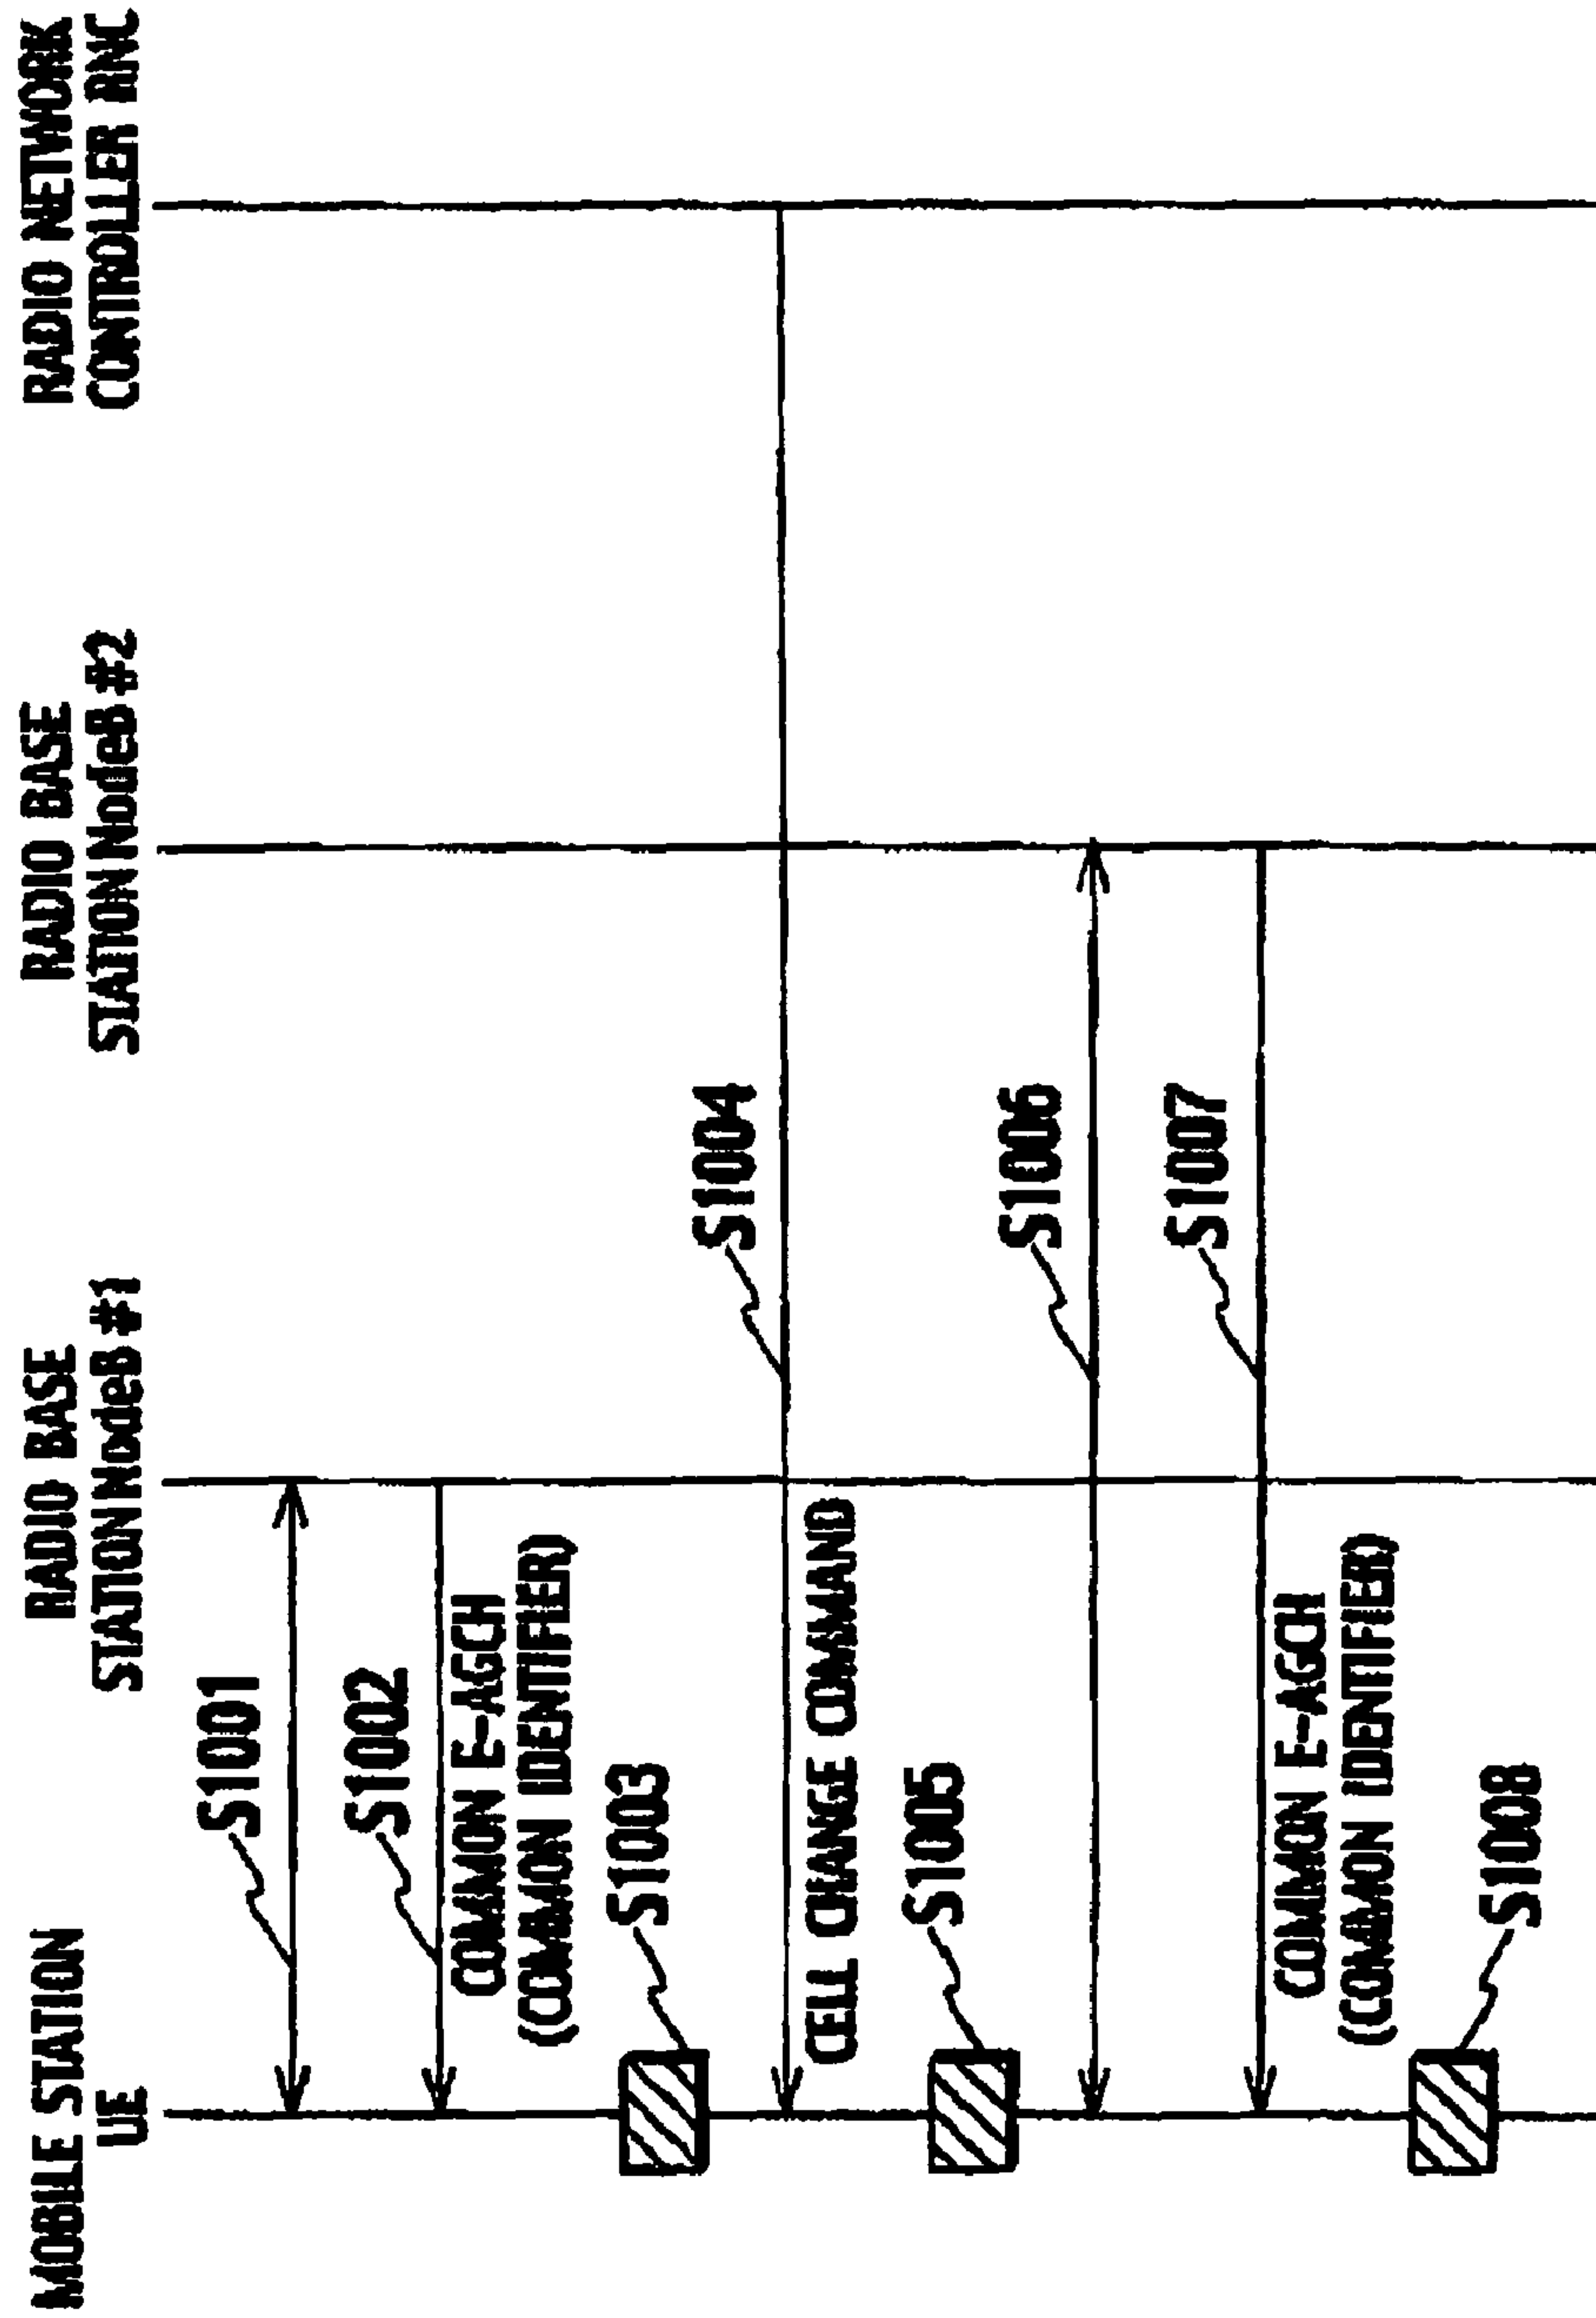 MOBILE STATION
UE
RADIO BASE
STATION NodeB #1
RADIO BASE
STATION NodeB #2
RADIO NETWORK
CONTROLLER RNC
S1001
S1002
COMMON E-AGCH
(COMMON IDENTIFIER)
S1003
S1004
CELL CHANGE COMMAND
S1005
S1006
S1007
COMMON E-AGCH
(COMMON IDENTIFIER)
S1008